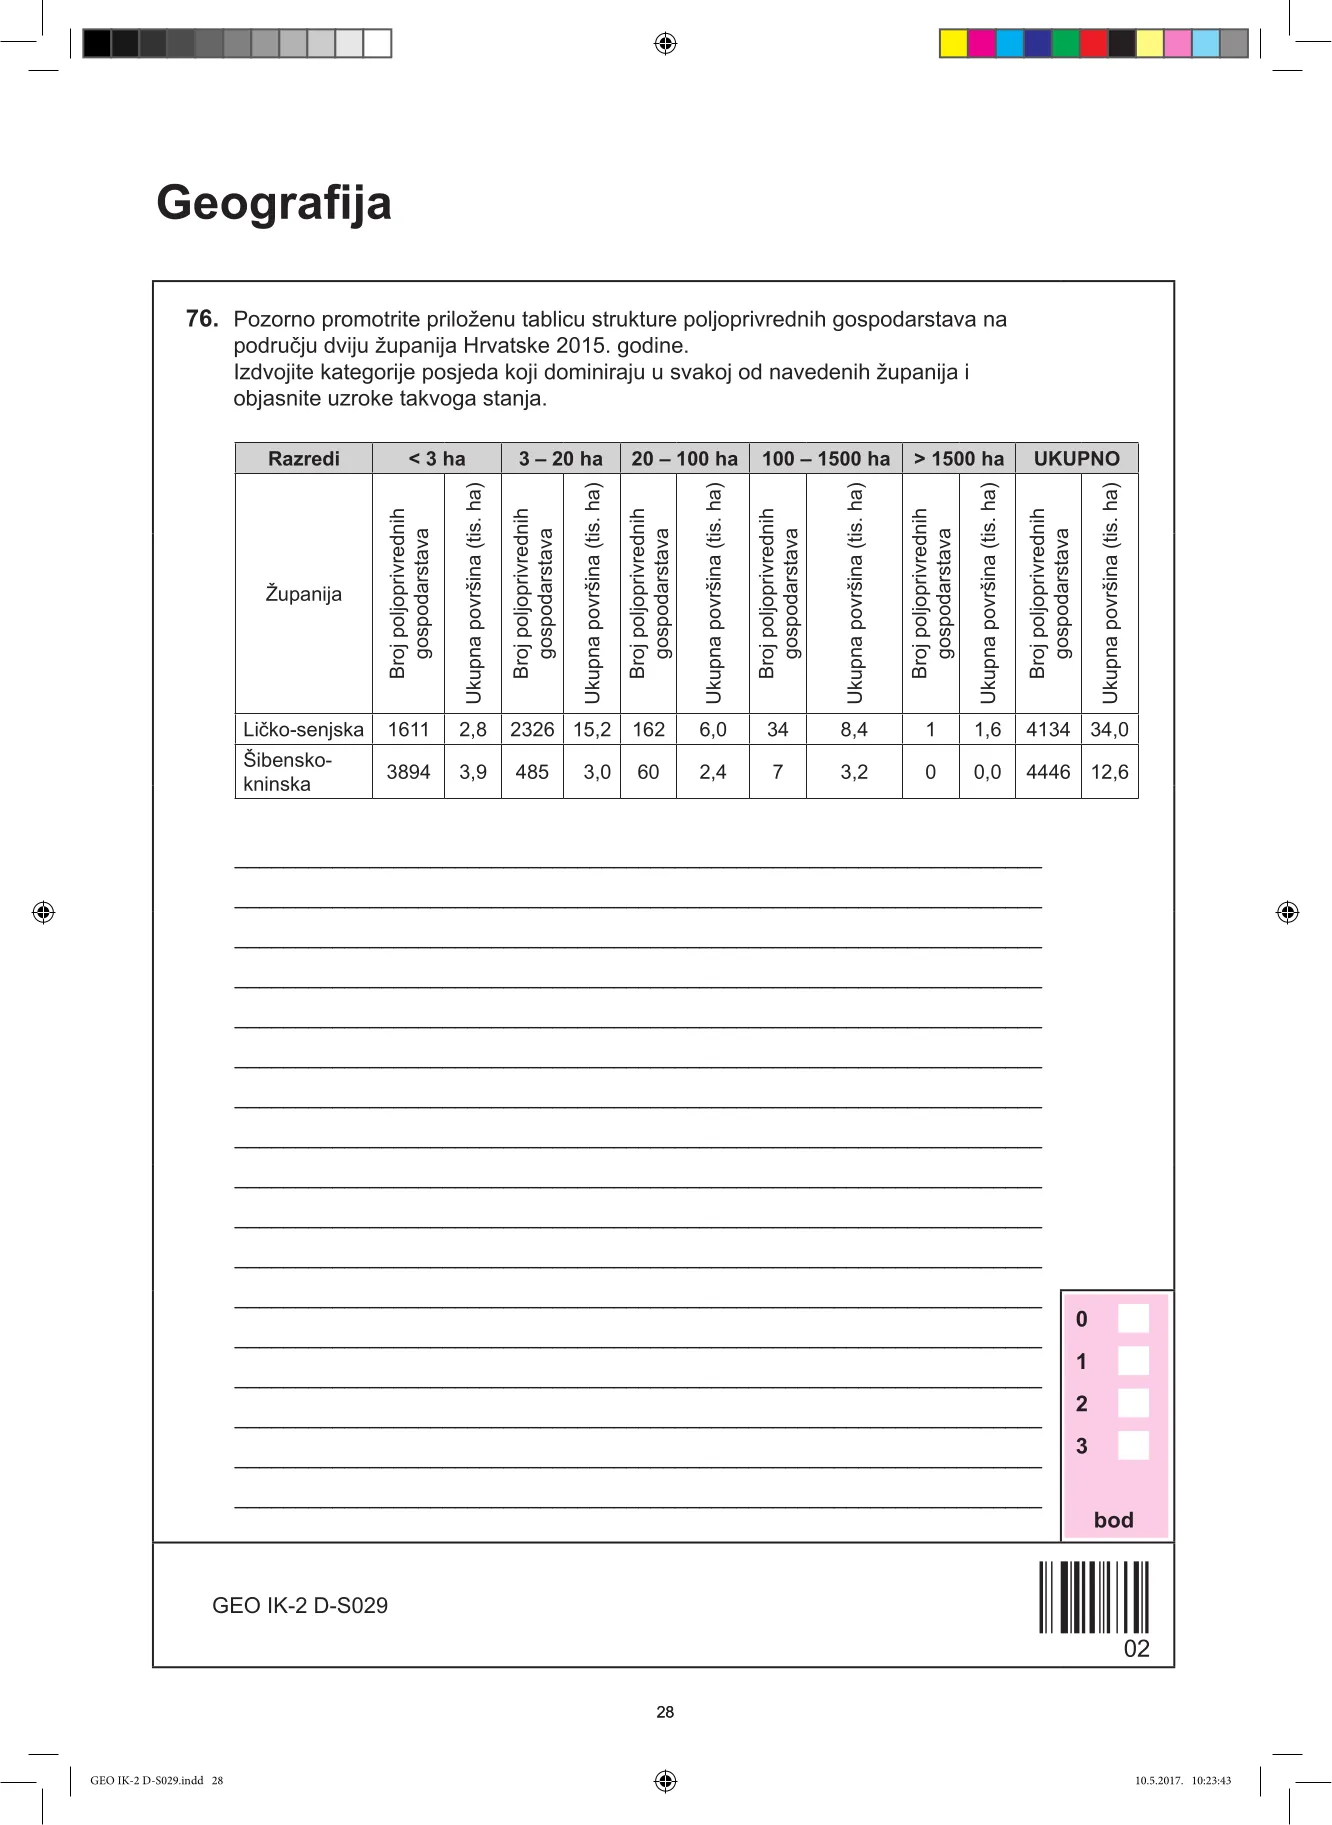 Geografija
76. Pozorno promotrite priloženu tablicu strukture poljoprivrednih gospodarstava na
području dviju županija Hrvatske 2015. godine.
Izdvojite kategorije posjeda koji dominiraju u svakoj od navedenih županija i
objasnite uzroke takvoga stanja.
Razredi < 3 ha 3 – 20 ha 20 – 100 ha 100 – 1500 ha > 1500 ha UKUPNO
Županija
Broj poljoprivrednih
gospodarstava
Ukupna površina (tis. ha)
Broj poljoprivrednih
gospodarstava
Ukupna površina (tis. ha)
Broj poljoprivrednih
gospodarstava
Ukupna površina (tis. ha)
Broj poljoprivrednih
gospodarstava
Ukupna površina (tis. ha)
Broj poljoprivrednih
gospodarstava
Ukupna površina (tis. ha)
Broj poljoprivrednih
gospodarstava
Ukupna površina (tis. ha)
Ličko-senjska 1611 2,8 2326 15,2 162 6,0 34 8,4 1 1,6 4134 34,0
Šibensko-
kninska 3894 3,9 485 3,0 60 2,4 7 3,2 0 0,0 4446 12,6
0
1
2
3
bod
GEO IK-2 D-S029
02
28
GEO IK-2 D-S029.indd 28 10.5.2017. 10:23:43